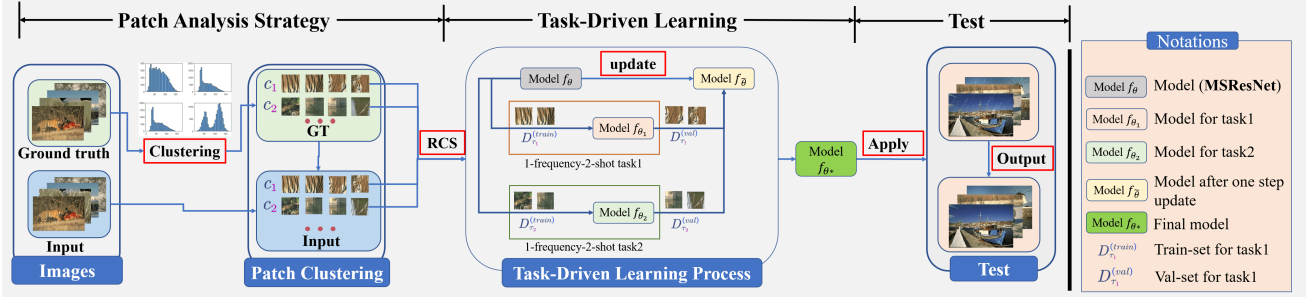 Patch Analysis Strategy
Task-Driven Learning
Test
Ground truth
Input
Images
Clustering
C₁
C₂
GT
C₁
C₂
Input
Patch Clustering
RCS
Model f_θ
update
Model f_θ̃
D_τ₁^(train)
Model f_θ₁
D_τ₁^(val)
1-frequency-2-shot task1
D_τ₂^(train)
Model f_θ₂
D_τ₂^(val)
1-frequency-2-shot task2
Task-Driven Learning Process
Model
f_θ*
Apply
Output
Test
Notations
Model f_θ
Model (MSResNet)
Model f_θ₁
Model for task1
Model f_θ₂
Model for task2
Model f_θ̃
Model after one step
update
Model f_θ*
Final model
D_τ₁^(train)
Train-set for task1
D_τ₁^(val)
Val-set for task1